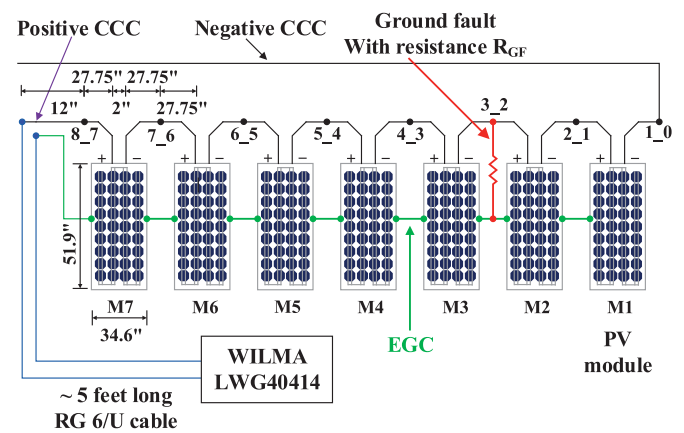 Positive CCC
Negative CCC
Ground fault
With resistance RGF
27.75"
27.75"
12"
2"
27.75"
8_7
7_6
6_5
5_4
4_3
3_2
2_1
1_0
+ −
+ −
+ −
+ −
+ −
+ −
+ −
51.9"
M7
M6
M5
M4
M3
M2
M1
34.6"
EGC
PV
module
WILMA
LWG40414
~ 5 feet long
RG 6/U cable